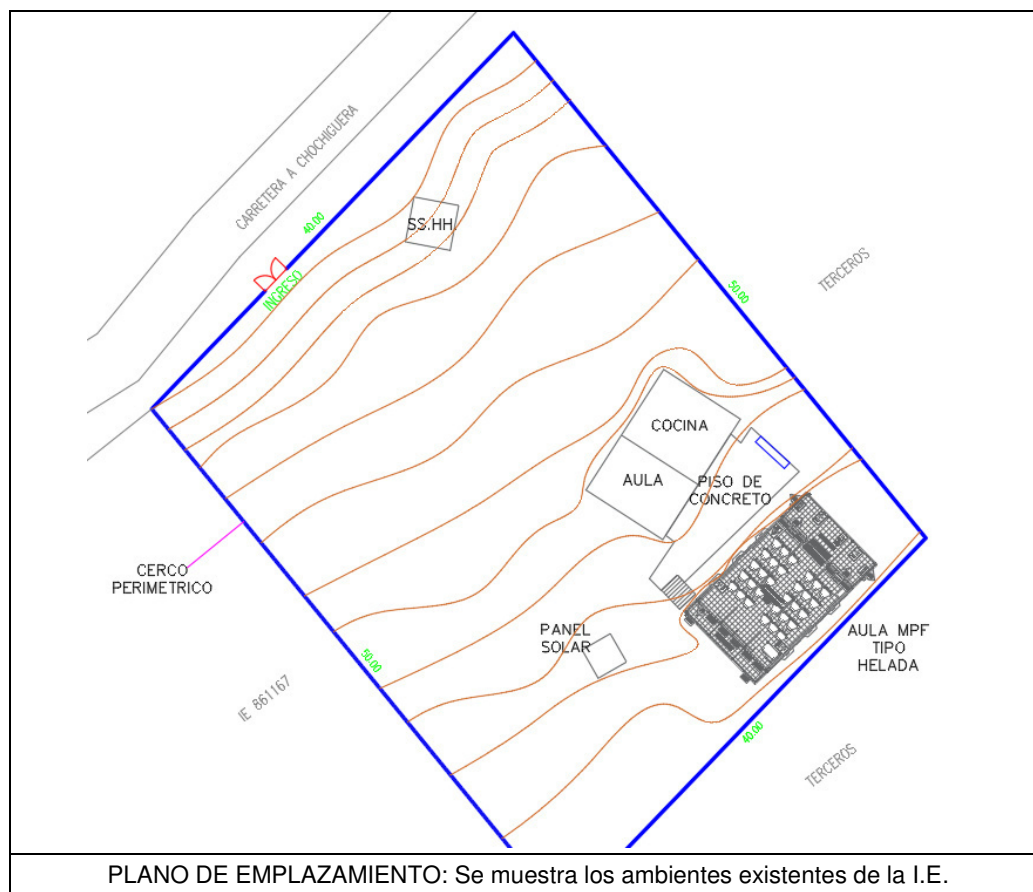 CARRETERA A CHOCHIGUERA
40.00
SS.HH
INGRESO
TERCEROS
50.00
COCINA
AULA
PISO DE
CONCRETO
CERCO
PERIMETRICO
PANEL
SOLAR
AULA MPF
TIPO
HELADA
50.00
IE 861167
40.00
TERCEROS
PLANO DE EMPLAZAMIENTO: Se muestra los ambientes existentes de la I.E.